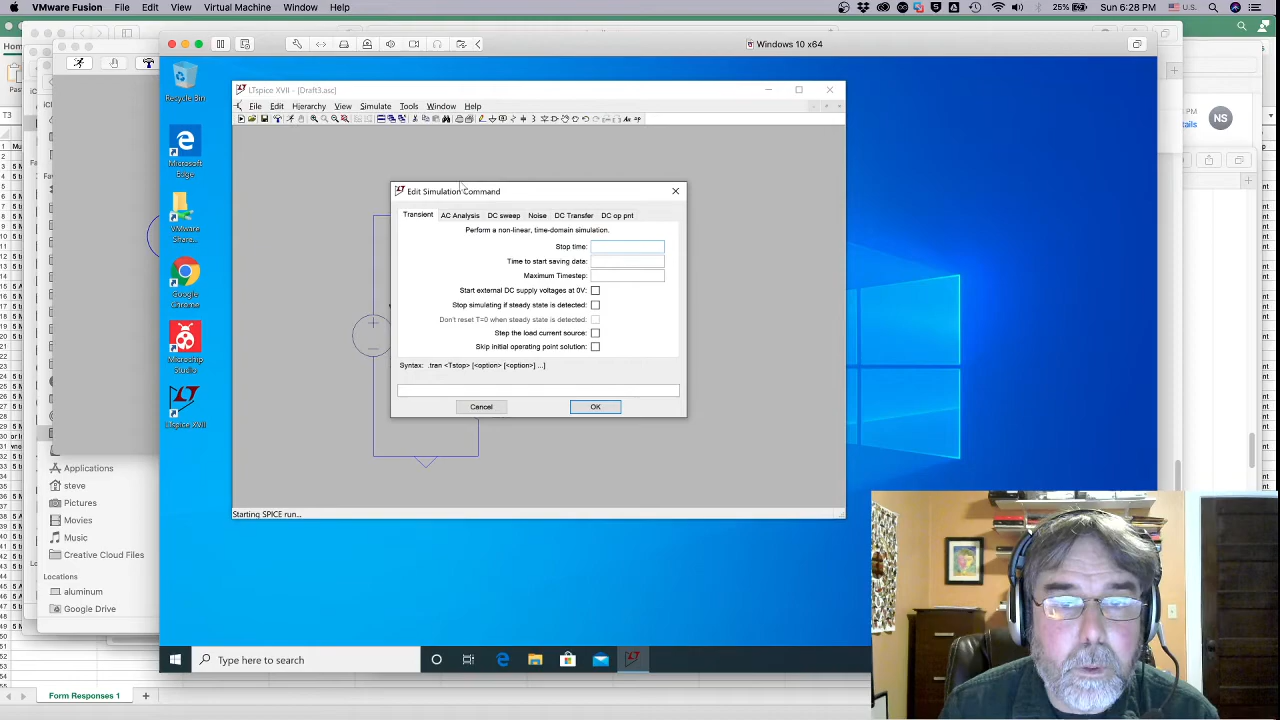 VMware Fusion File Edit View Virtual Machine Window Help
25% Sun 6:28 PM U.S.
Windows 10 x64
Recycle Bin
Microsoft
Edge
VMware
Share...
Google
Chrome
Microchip
Studio
LTspice XVII
LTspice XVII - [Draft3.asc]
File Edit Hierarchy View Simulate Tools Window Help
Edit Simulation Command
Transient AC Analysis DC sweep Noise DC Transfer DC op pnt
Perform a non-linear, time-domain simulation.
Stop time:
Time to start saving data:
Maximum Timestep:
Start external DC supply voltages at 0V:
Stop simulating if steady state is detected:
Don't reset T=0 when steady state is detected:
Step the load current source:
Skip initial operating point solution:
Syntax: .tran <Tstop> [<option> [<option>] ...]
Cancel OK
Starting SPICE run...
Type here to search
Applications
steve
Pictures
Movies
Music
Creative Cloud Files
Locations
aluminum
Google Drive
Form Responses 1
T3
NS